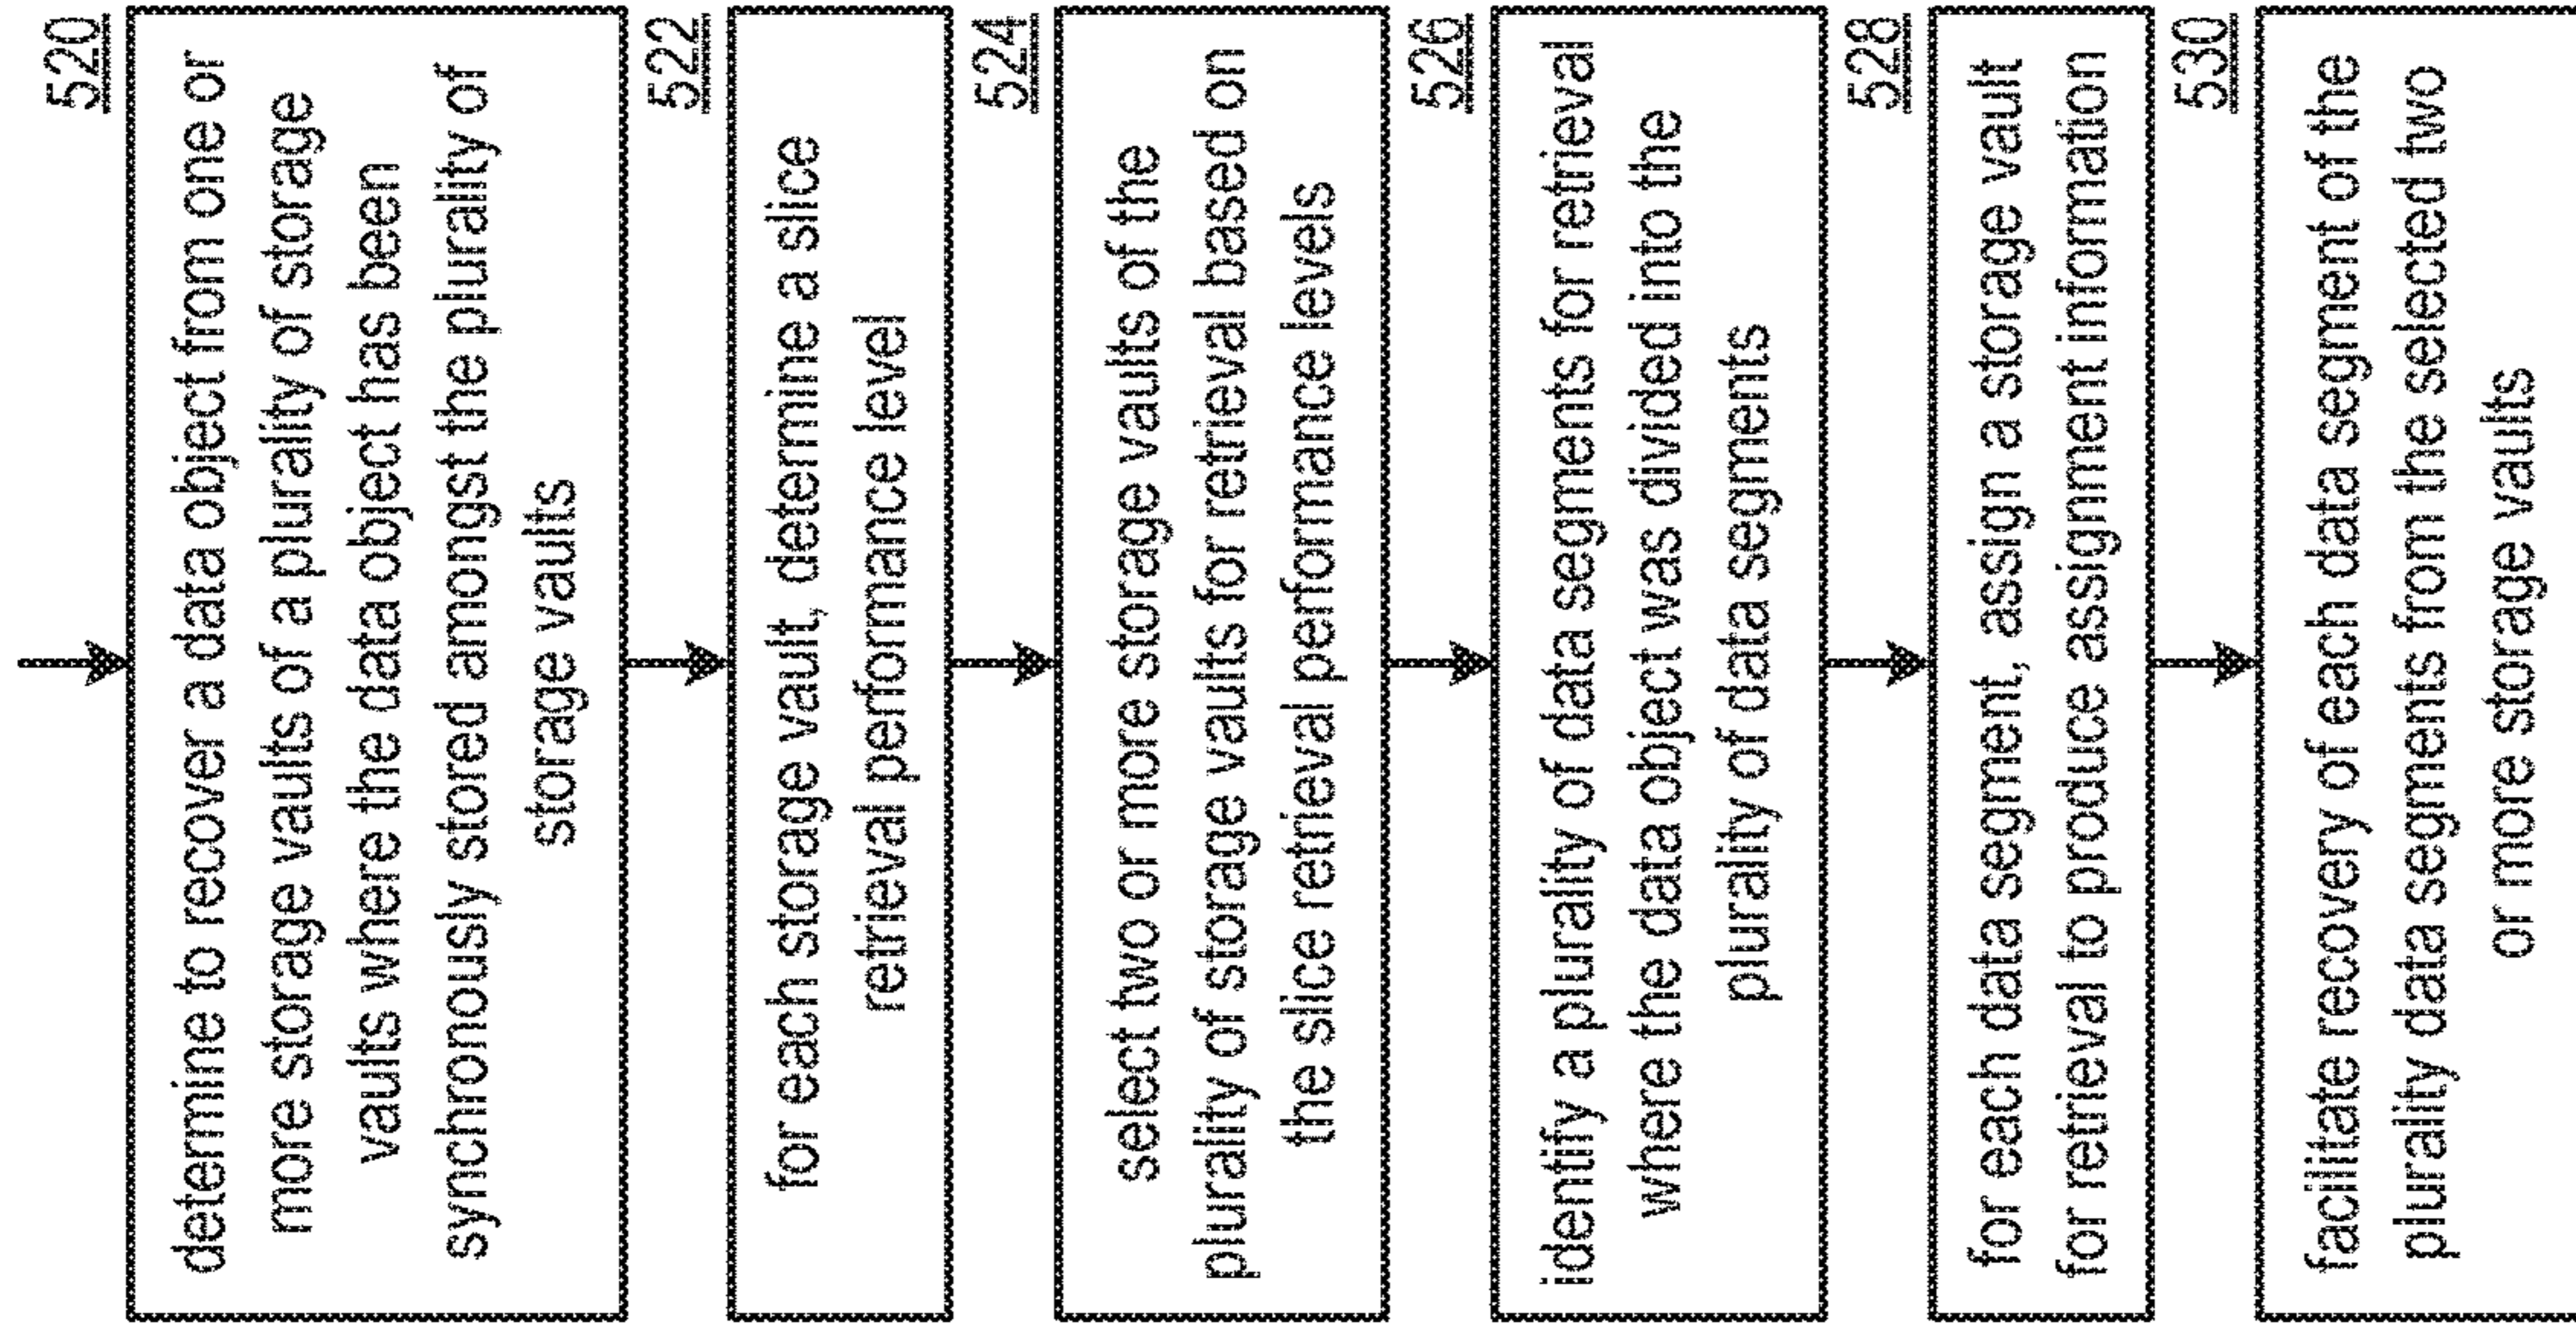 520
determine to recover a data object from one or
more storage vaults of a plurality of storage
vaults where the data object has been
synchronously stored amongst the plurality of
storage vaults
522
for each storage vault, determine a slice
retrieval performance level
524
select two or more storage vaults of the
plurality of storage vaults for retrieval based on
the slice retrieval performance levels
526
identify a plurality of data segments for retrieval
where the data object was divided into the
plurality of data segments
528
for each data segment, assign a storage vault
for retrieval to produce assignment information
530
facilitate recovery of each data segment of the
plurality data segments from the selected two
or more storage vaults